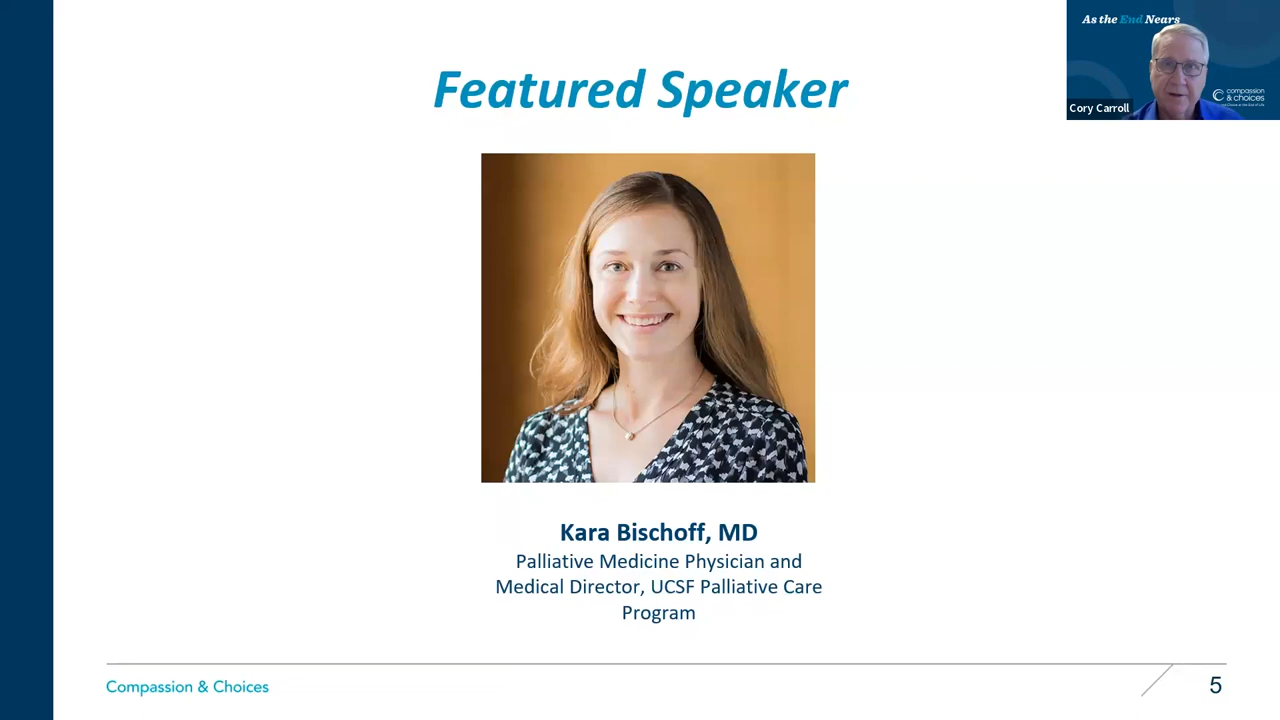 As the End Nears
Featured Speaker
compassion
& choices
Cory Carroll
Kara Bischoff, MD
Palliative Medicine Physician and
Medical Director, UCSF Palliative Care
Program
Compassion & Choices
5